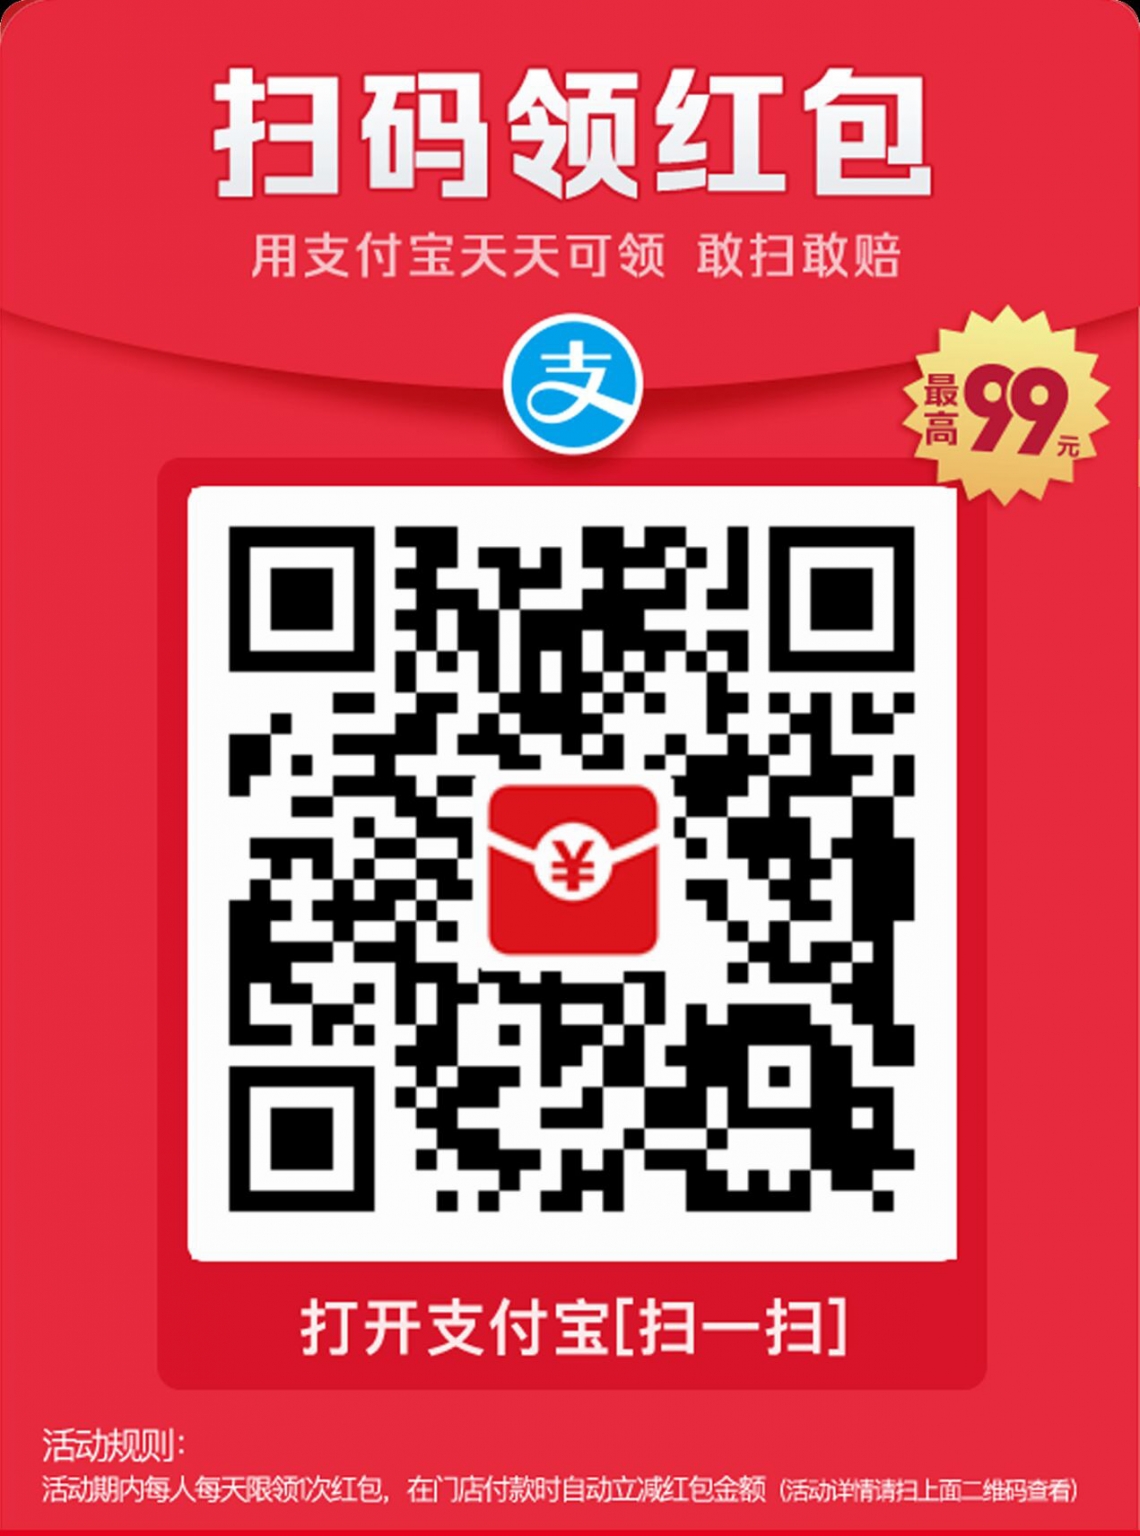 扫码领红包
用支付宝天天可领 敢扫敢赔
支
最高99元
¥
打开支付宝[扫一扫]
活动规则：
活动期内每人每天限领1次红包，在门店付款时自动立减红包金额（活动详情请扫上面二维码查看）